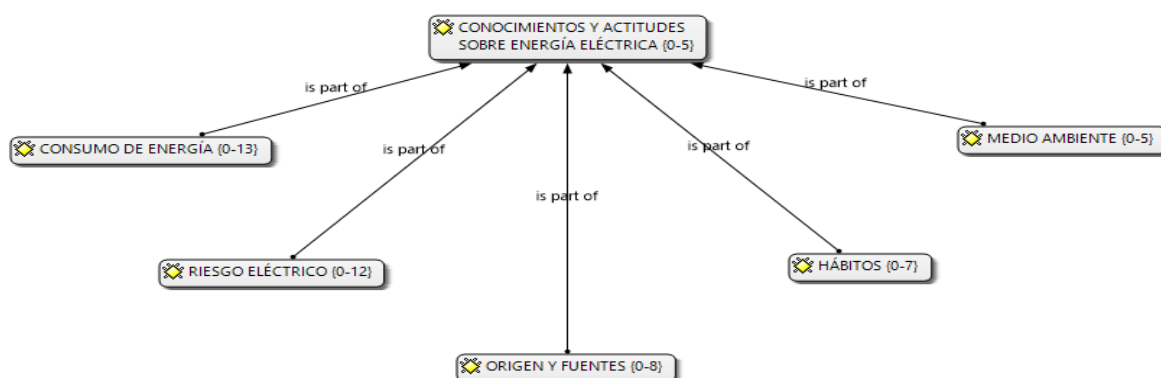 CONOCIMIENTOS Y ACTITUDES
SOBRE ENERGÍA ELÉCTRICA {0-5}
is part of
is part of
CONSUMO DE ENERGÍA {0-13}
MEDIO AMBIENTE {0-5}
is part of
is part of
is part of
RIESGO ELÉCTRICO {0-12}
HÁBITOS {0-7}
ORIGEN Y FUENTES {0-8}